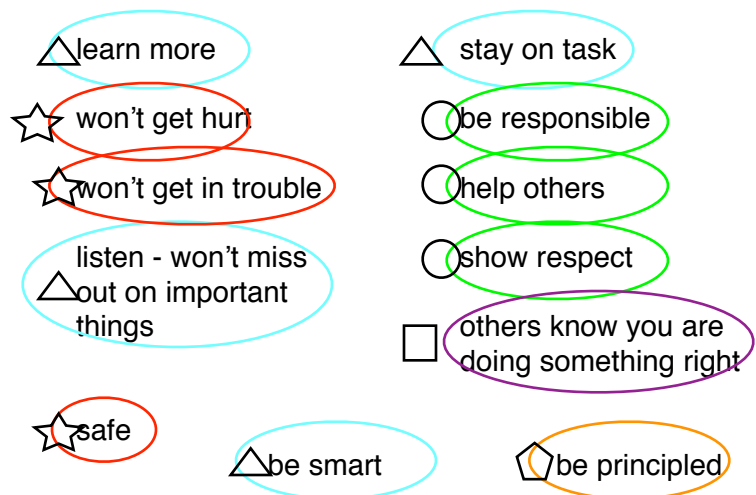 learn more
won't get hurt
won't get in trouble
listen - won't miss
out on important
things
safe
stay on task
be responsible
help others
show respect
others know you are
doing something right
be smart
be principled